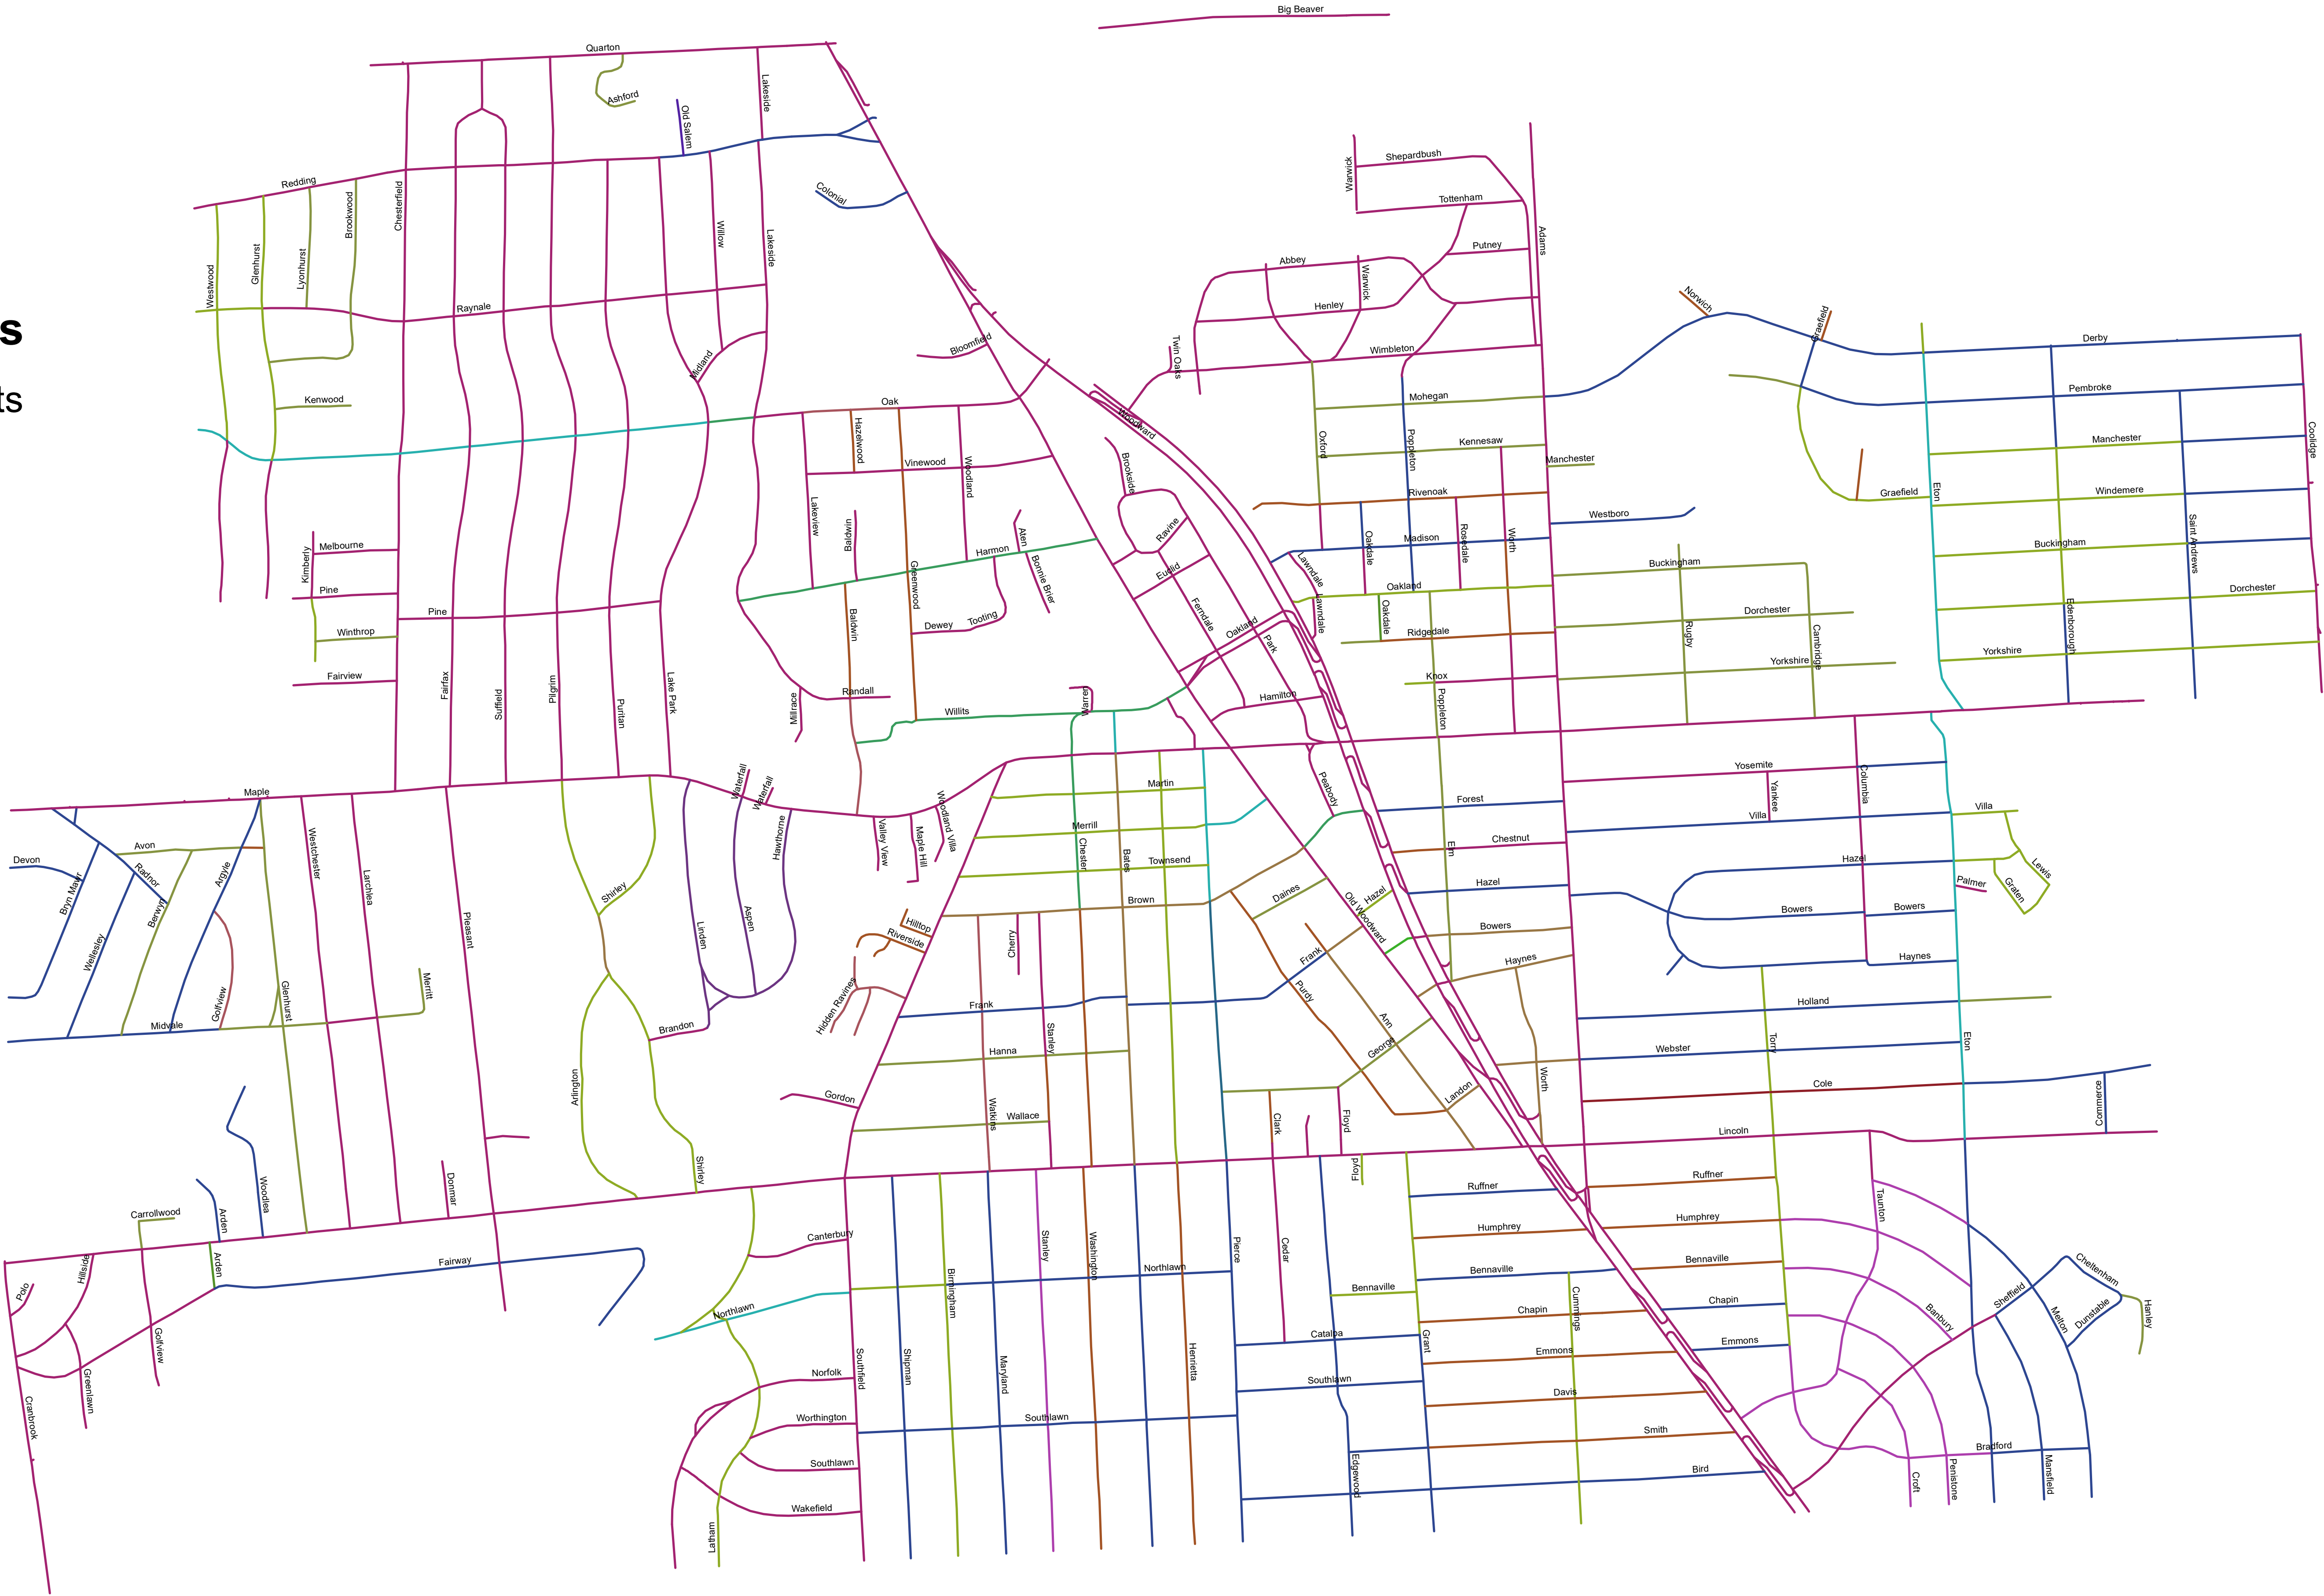 Big Beaver
Quarton
Ashford
Old Salem
Lakeside
Colonial
Redding
Chesterfield
Brookwood
Lyonhurst
Glenhurst
Westwood
Willow
Lakeside
Raynale
Midland
Bloomfield
Kenwood
s
ts
Oak
Hazelwood
Vinewood
Woodland
Lakeview
Baldwin
Harmon
Aten
Bonnie Brier
Greenwood
Baldwin
Dewey
Tooting
Melbourne
Kimberly
Pine
Pine
Winthrop
Fairview
Fairfax
Suffield
Pilgrim
Puritan
Lake Park
Millrace
Randall
Willits
Warren
Warwick
Shepardbush
Tottenham
Putney
Adams
Abbey
Warwick
Henley
Twin Oaks
Wimbleton
Woodward
Mohegan
Oxford
Poppleton
Kennesaw
Manchester
Brookside
Ravine
Euclid
Ferndale
Oakland
Park
Hamilton
Rivenoak
Oakdale
Madison
Rosedale
Worth
Lawndale
Lawndale
Oakland
Oakdale
Ridgedale
Knox
Poppleton
Westboro
Buckingham
Dorchester
Rugby
Cambridge
Yorkshire
Norwich
Graefield
Graefield
Derby
Pembroke
Manchester
Windemere
Eton
Buckingham
Saint Andrews
Coolidge
Dorchester
Edenborough
Yorkshire
Maple
Devon
Bryn Mawr
Avon
Radnor
Wellesley
Berwyn
Argyle
Golfview
Midvale
Glenhurst
Westchester
Larchlea
Pleasant
Merritt
Shirley
Arlington
Shirley
Brandon
Linden
Aspen
Hawthorne
Waterfall
Waterfall
Valley View
Maple Hill
Woodland Villa
Hilltop
Riverside
Hidden Ravines
Gordon
Martin
Merrill
Chester
Bates
Townsend
Brown
Cherry
Frank
Stanley
Hanna
Watkins
Wallace
Peabody
Daines
Old Woodward
Hazel
Frank
Purdy
Ann
George
Landon
Clark
Floyd
Floyd
Forest
Chestnut
Elm
Hazel
Bowers
Haynes
Worth
Yosemite
Yankee
Columbia
Villa
Villa
Hazel
Lewis
Graten
Palmer
Bowers
Bowers
Haynes
Holland
Torry
Webster
Eton
Cole
Commerce
Lincoln
Woodlea
Arden
Arden
Donmar
Carrollwood
Hillside
Polo
Golfview
Greenlawn
Cranbrook
Fairway
Canterbury
Northlawn
Northlawn
Norfolk
Worthington
Southlawn
Wakefield
Latham
Southfield
Shipman
Birmingham
Maryland
Stanley
Washington
Henrietta
Southlawn
Pierce
Cedar
Catalpa
Southlawn
Edgewood
Grant
Ruffner
Humphrey
Bennaville
Bennaville
Chapin
Cummings
Emmons
Davis
Smith
Bird
Ruffner
Humphrey
Bennaville
Chapin
Emmons
Taunton
Banbury
Sheffield
Cheltenham
Melton
Dunstable
Hanley
Bradford
Croft
Penistone
Mansfield